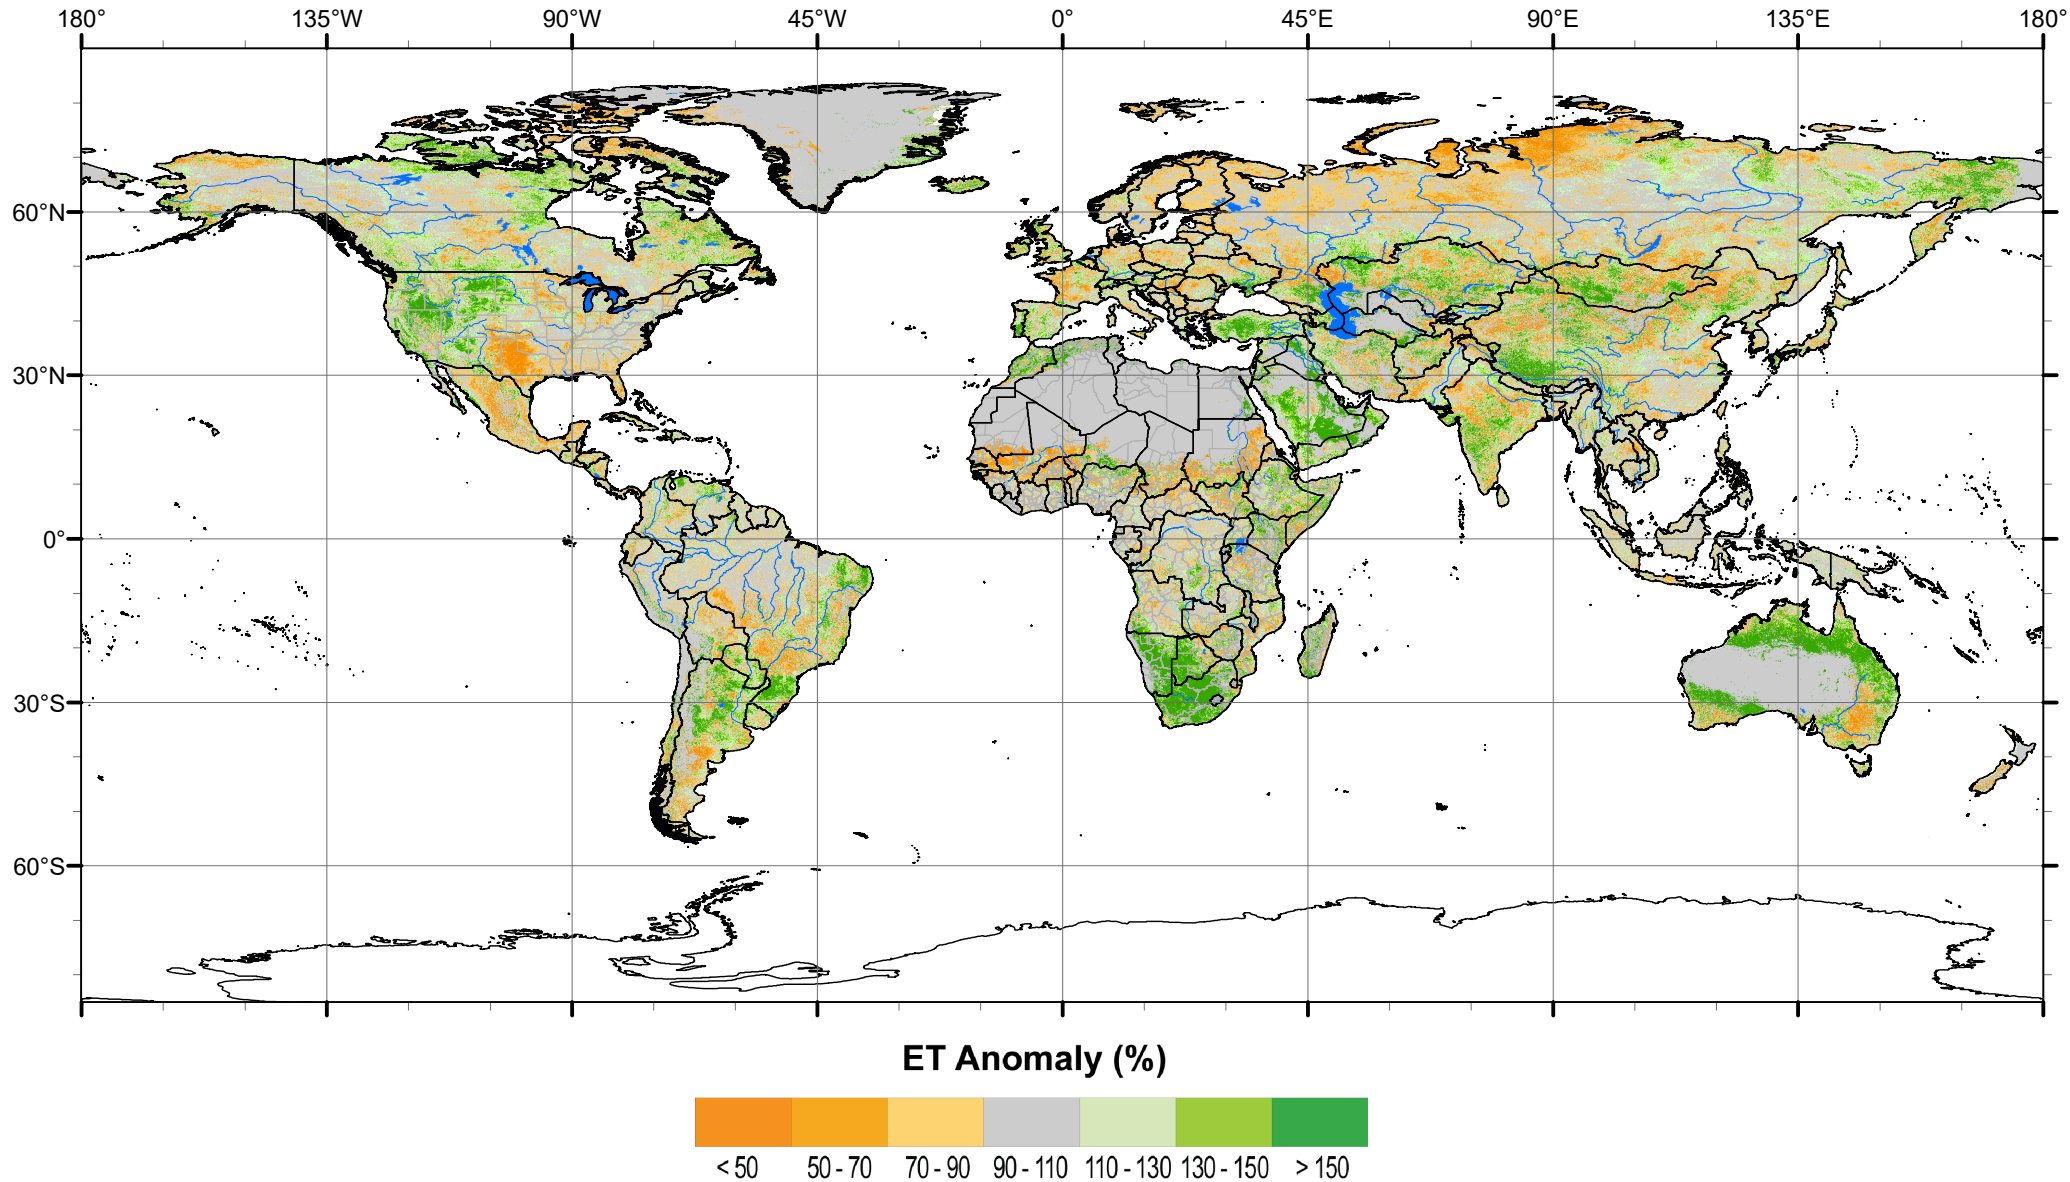 180° 135°W 90°W 45°W 0° 45°E 90°E 135°E 180°
60°N
30°N
0°
30°S
60°S
ET Anomaly (%)
< 50 50 - 70 70 - 90 90 - 110 110 - 130 130 - 150 > 150